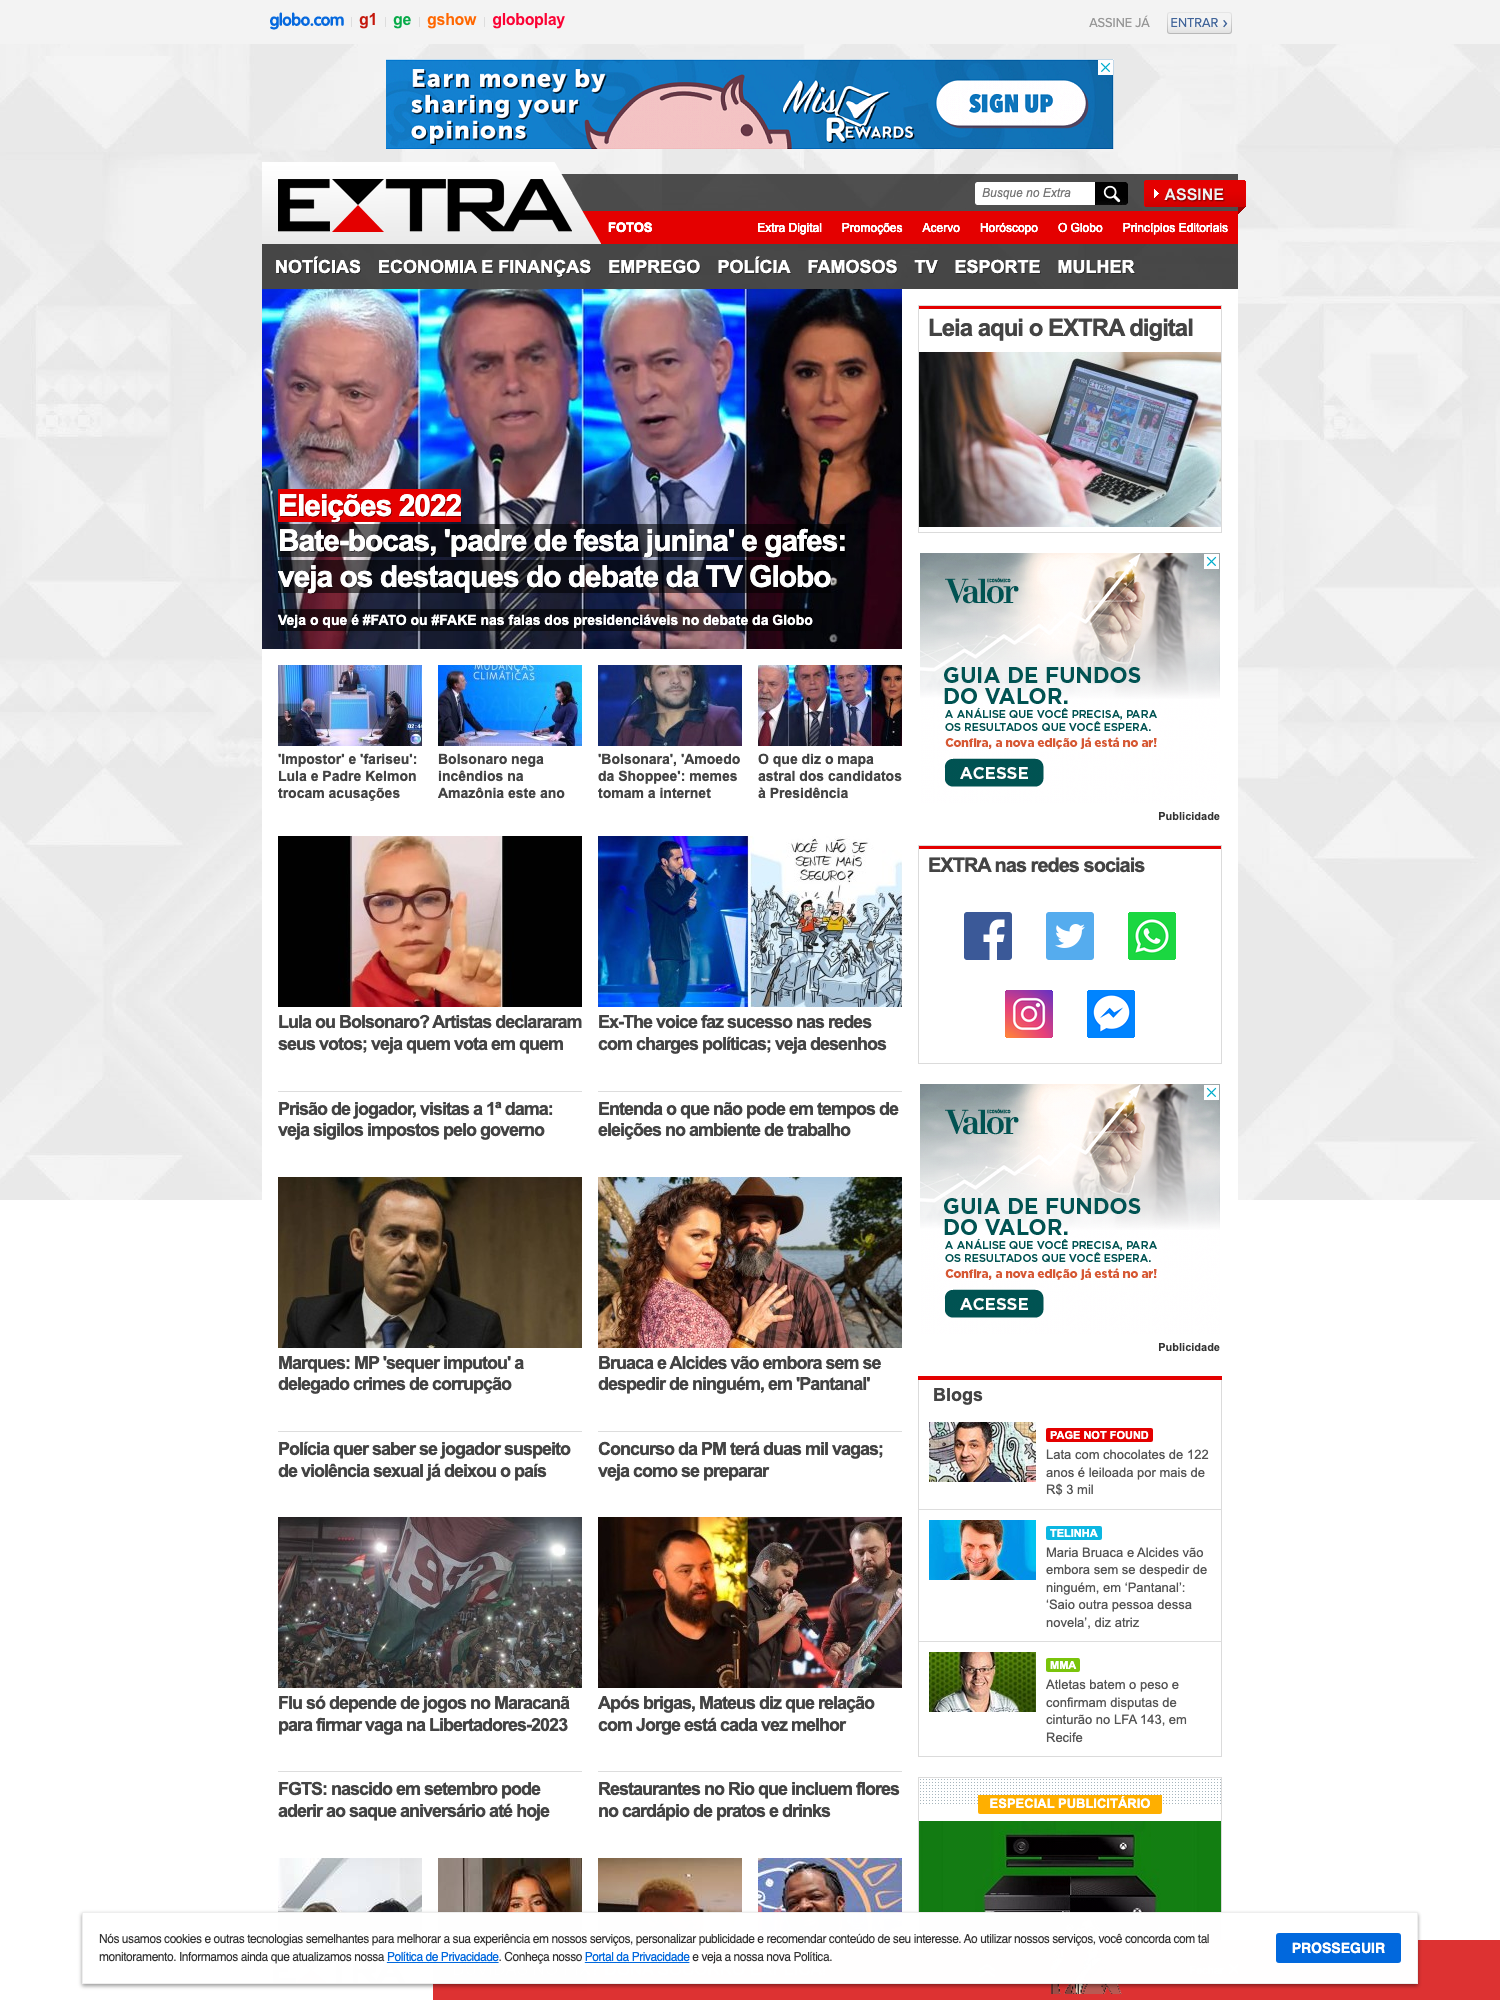 globo.com g1 ge gshow globoplay
ASSINE JÁ
ENTRAR ›
Earn money by
sharing your
opinions
Mis
REWARDS
SIGN UP
EXTRA
Busque no Extra
ASSINE
FOTOS
Extra Digital Promoções Acervo Horóscopo O Globo Princípios Editoriais
NOTÍCIAS ECONOMIA E FINANÇAS EMPREGO POLÍCIA FAMOSOS TV ESPORTE MULHER
Eleições 2022
Bate-bocas, 'padre de festa junina' e gafes:
veja os destaques do debate da TV Globo
Veja o que é #FATO ou #FAKE nas falas dos presidenciáveis no debate da Globo
'Impostor' e 'fariseu':
Lula e Padre Kelmon
trocam acusações
MUDANÇAS
CLIMÁTICAS
Bolsonaro nega
incêndios na
Amazônia este ano
'Bolsonara', 'Amoedo
da Shoppee': memes
tomam a internet
O que diz o mapa
astral dos candidatos
à Presidência
Lula ou Bolsonaro? Artistas declararam
seus votos; veja quem vota em quem
VOCÊ NÃO SE
SENTE MAIS
SEGURO?
Ex-The voice faz sucesso nas redes
com charges políticas; veja desenhos
Prisão de jogador, visitas a 1ª dama:
veja sigilos impostos pelo governo
Entenda o que não pode em tempos de
eleições no ambiente de trabalho
Marques: MP 'sequer imputou' a
delegado crimes de corrupção
Bruaca e Alcides vão embora sem se
despedir de ninguém, em 'Pantanal'
Polícia quer saber se jogador suspeito
de violência sexual já deixou o país
Concurso da PM terá duas mil vagas;
veja como se preparar
Flu só depende de jogos no Maracanã
para firmar vaga na Libertadores-2023
Após brigas, Mateus diz que relação
com Jorge está cada vez melhor
FGTS: nascido em setembro pode
aderir ao saque aniversário até hoje
Restaurantes no Rio que incluem flores
no cardápio de pratos e drinks
Leia aqui o EXTRA digital
EXTRA
Valor
ECONÔMICO
GUIA DE FUNDOS
DO VALOR.
A ANÁLISE QUE VOCÊ PRECISA, PARA
OS RESULTADOS QUE VOCÊ ESPERA.
Confira, a nova edição já está no ar!
ACESSE
Publicidade
EXTRA nas redes sociais
Valor
ECONÔMICO
GUIA DE FUNDOS
DO VALOR.
A ANÁLISE QUE VOCÊ PRECISA, PARA
OS RESULTADOS QUE VOCÊ ESPERA.
Confira, a nova edição já está no ar!
ACESSE
Publicidade
Blogs
PAGE NOT FOUND
Lata com chocolates de 122
anos é leiloada por mais de
R$ 3 mil
TELINHA
Maria Bruaca e Alcides vão
embora sem se despedir de
ninguém, em 'Pantanal':
'Saio outra pessoa dessa
novela', diz atriz
MMA
Atletas batem o peso e
confirmam disputas de
cinturão no LFA 143, em
Recife
ESPECIAL PUBLICITÁRIO
Nós usamos cookies e outras tecnologias semelhantes para melhorar a sua experiência em nossos serviços, personalizar publicidade e recomendar conteúdo de seu interesse. Ao utilizar nossos serviços, você concorda com tal
monitoramento. Informamos ainda que atualizamos nossa Política de Privacidade. Conheça nosso Portal da Privacidade e veja a nossa nova Política.
PROSSEGUIR